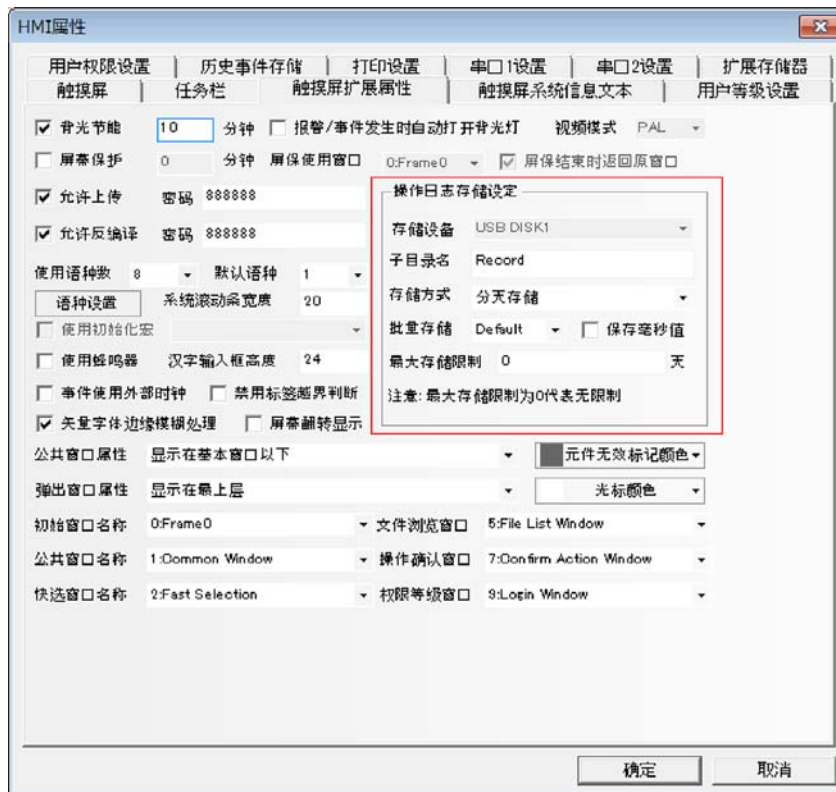 HMI属性
用户权限设置 历史事件存储 打印设置 串口1设置 串口2设置 扩展存储器
触摸屏 任务栏 触摸屏扩展属性 触摸屏系统信息文本 用户等级设置
背光节能 10 分钟 报警/事件发生时自动打开背光灯 视频模式 PAL
屏幕保护 0 分钟 屏保使用窗口 0:Frame0 屏保结束时返回原窗口
允许上传 密码 888888
允许反编译 密码 888888
使用语种数 8 默认语种 1
语种设置 系统滚动条宽度 20
使用初始化宏
使用蜂鸣器 汉字输入框高度 24
事件使用外部时钟 禁用标签越界判断
矢量字体边缘模糊处理 屏幕翻转显示
操作日志存储设定
存储设备 USB DISK1
子目录名 Record
存储方式 分天存储
批量存储 Default 保存毫秒值
最大存储限制 0 天
注意: 最大存储限制为0代表无限制
公共窗口属性 显示在基本窗口以下 元件无效标记颜色
弹出窗口属性 显示在最上层 光标颜色
初始窗口名称 0:Frame0 文件浏览窗口 5:File List Window
公共窗口名称 1:Common Window 操作确认窗口 7:Confirm Action Window
快选窗口名称 2:Fast Selection 权限等级窗口 9:Login Window
确定 取消